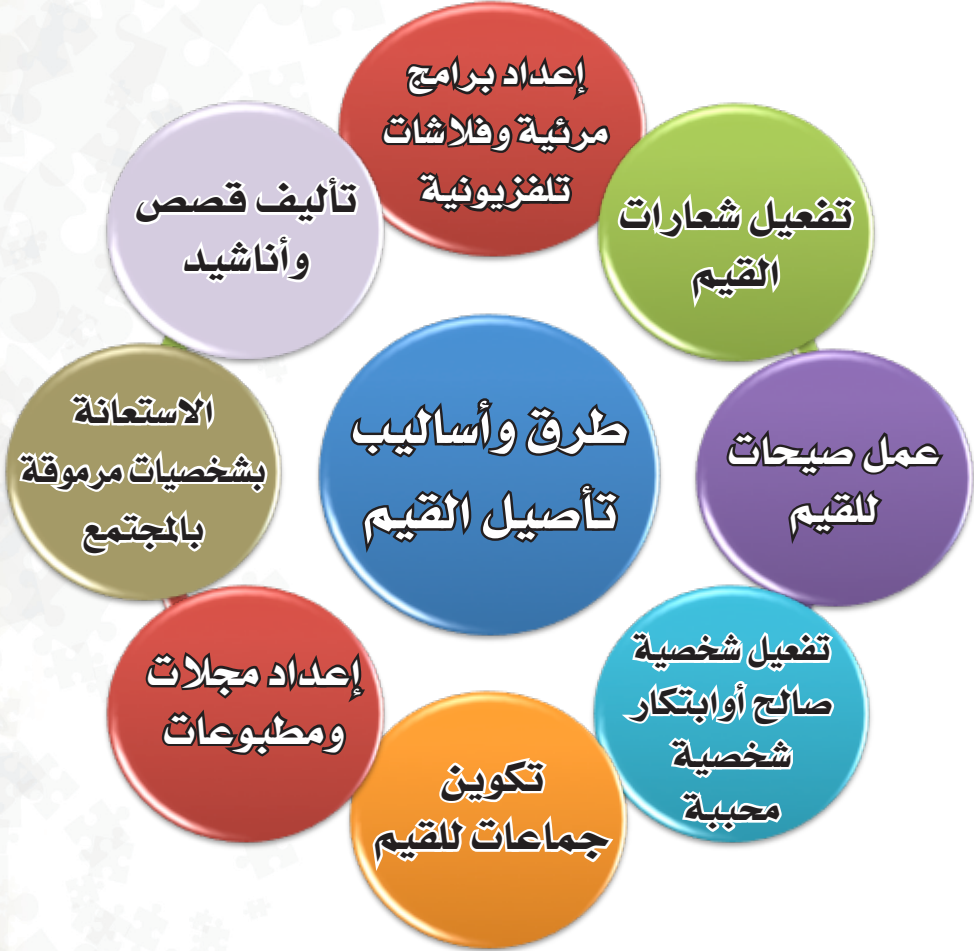 طرق وأساليب
تأصيل القيم
إعداد برامج
مرئية وفلاشات
تلفزيونية
تفعيل شعارات
القيم
عمل صيحات
للقيم
تفعيل شخصية
صالح أوابتكار
شخصية
محببة
تكوين
جماعات للقيم
إعداد مجلات
ومطبوعات
الاستعانة
بشخصيات مرموقة
بالمجتمع
تأليف قصص
وأناشيد